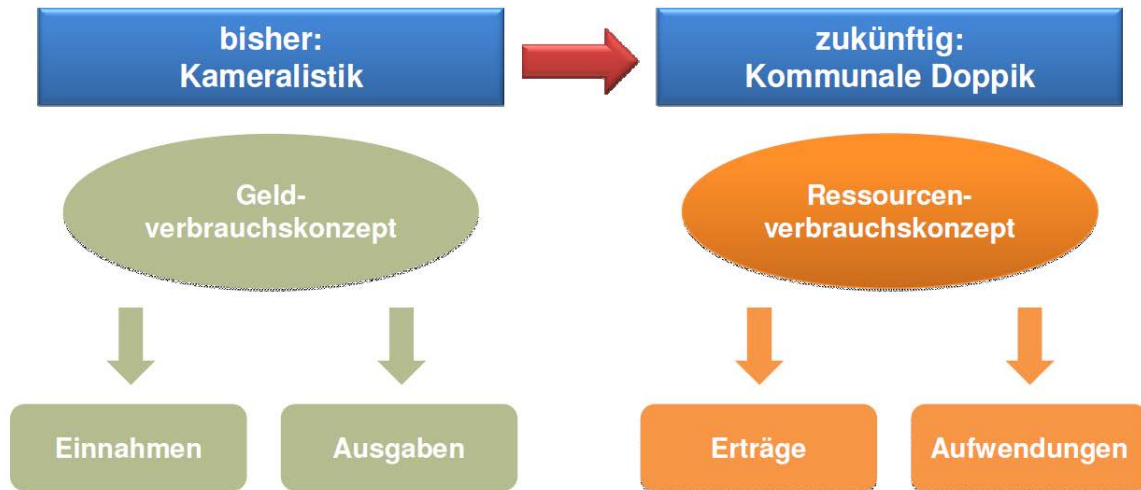 bisher:
Kameralistik
zukünftig:
Kommunale Doppik
Geld-
verbrauchskonzept
Ressourcen-
verbrauchskonzept
Einnahmen
Ausgaben
Erträge
Aufwendungen